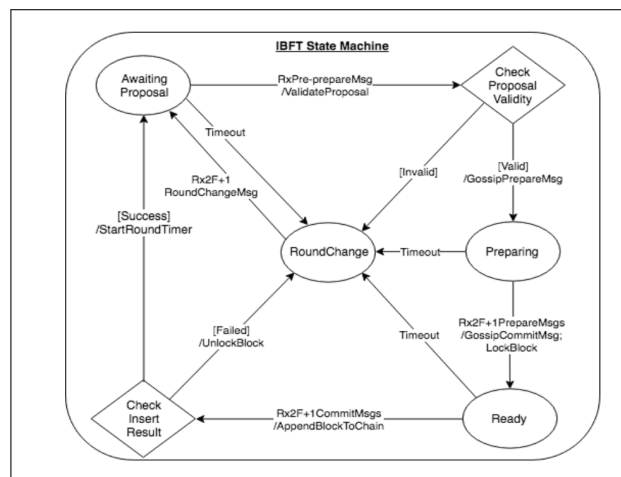 IBFT State Machine
Awaiting
Proposal
RxPre-prepareMsg
/ValidateProposal
Check
Proposal
Validity
Timeout
Rx2F+1
RoundChangeMsg
[Invalid]
[Valid]
/GossipPrepareMsg
[Success]
/StartRoundTimer
RoundChange
Timeout
Preparing
[Failed]
/UnlockBlock
Timeout
Rx2F+1PrepareMsgs
/GossipCommitMsg;
LockBlock
Check
Insert
Result
Rx2F+1CommitMsgs
/AppendBlockToChain
Ready